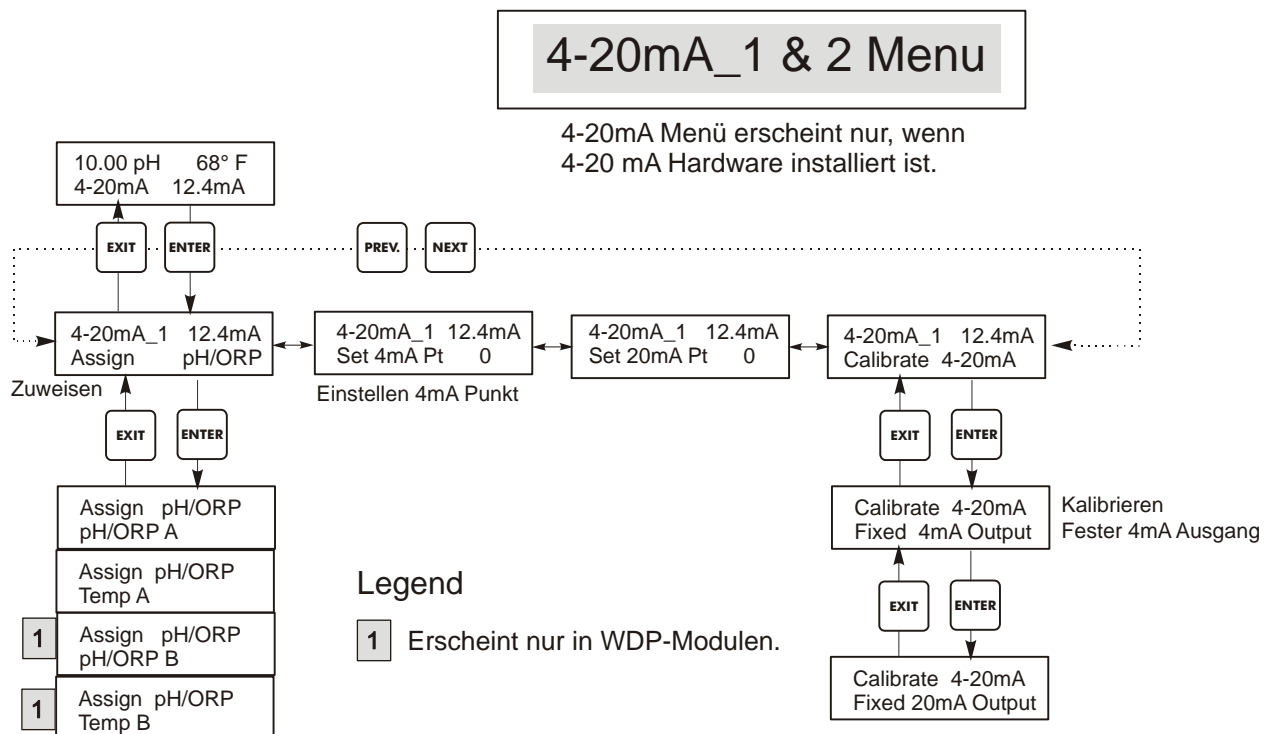 4-20mA_1 & 2 Menu
4-20mA Menü erscheint nur, wenn
4-20 mA Hardware installiert ist.
10.00 pH 68° F
4-20mA 12.4mA
EXIT
ENTER
PREV.
NEXT
4-20mA_1 12.4mA
Assign pH/ORP
Zuweisen
4-20mA_1 12.4mA
Set 4mA Pt 0
Einstellen 4mA Punkt
4-20mA_1 12.4mA
Set 20mA Pt 0
4-20mA_1 12.4mA
Calibrate 4-20mA
EXIT
ENTER
EXIT
ENTER
Assign pH/ORP
pH/ORP A
Assign pH/ORP
Temp A
1
Assign pH/ORP
pH/ORP B
1
Assign pH/ORP
Temp B
Legend
1 Erscheint nur in WDP-Modulen.
Calibrate 4-20mA
Fixed 4mA Output
Kalibrieren
Fester 4mA Ausgang
EXIT
ENTER
Calibrate 4-20mA
Fixed 20mA Output